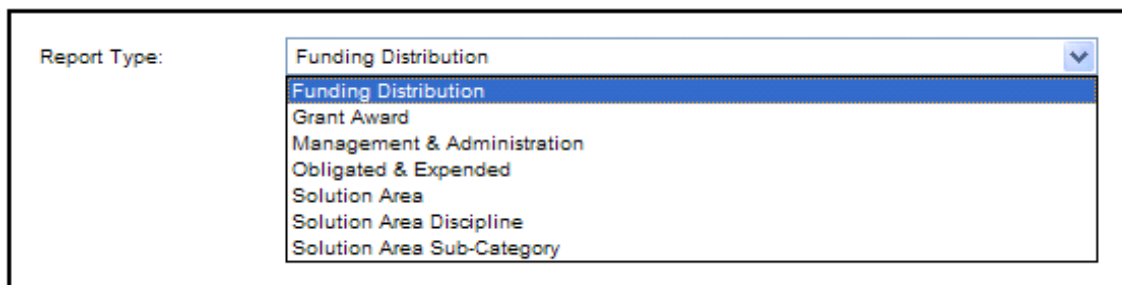 Report Type: Funding Distribution
Funding Distribution
Grant Award
Management & Administration
Obligated & Expended
Solution Area
Solution Area Discipline
Solution Area Sub-Category